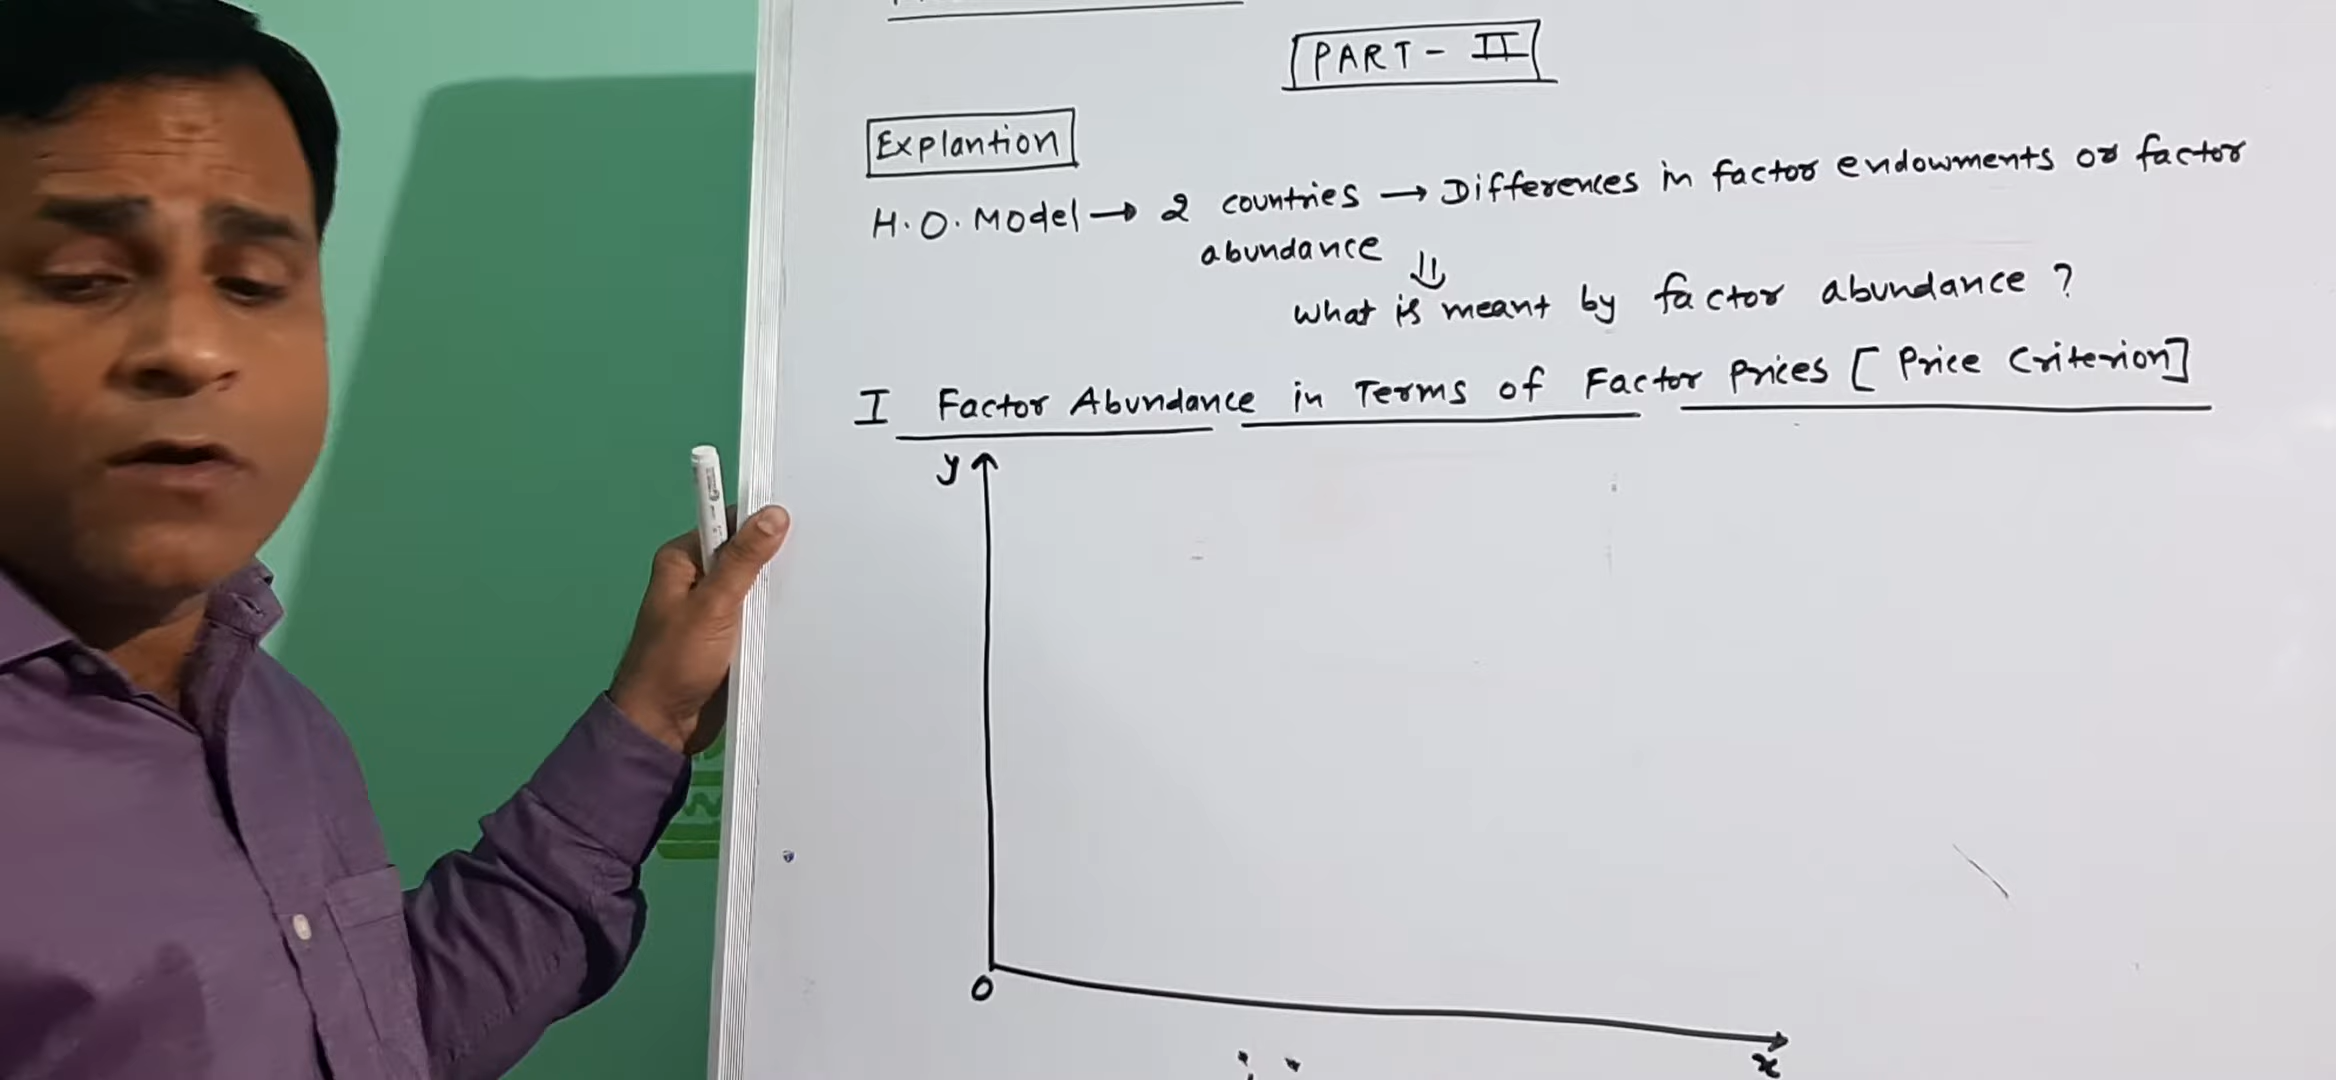 PART - II
Explantion
H.O. Model → 2 countries → Differences in factor endowments or factor
abundance
⇓
what is meant by factor abundance ?
I Factor Abundance in Terms of Factor Prices [ Price Criterion]
y
0
x